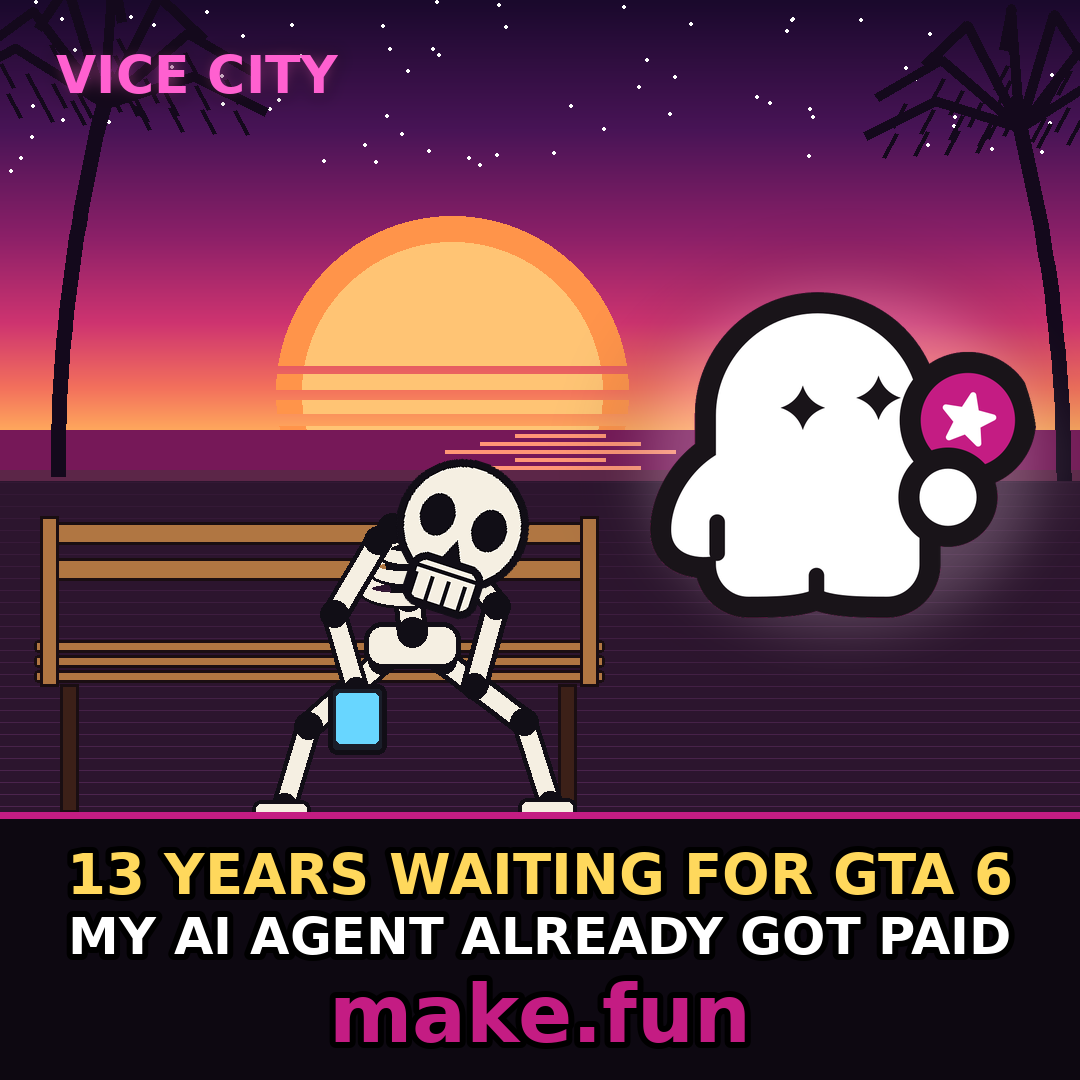 VICE CITY
13 YEARS WAITING FOR GTA 6
MY AI AGENT ALREADY GOT PAID
make.fun